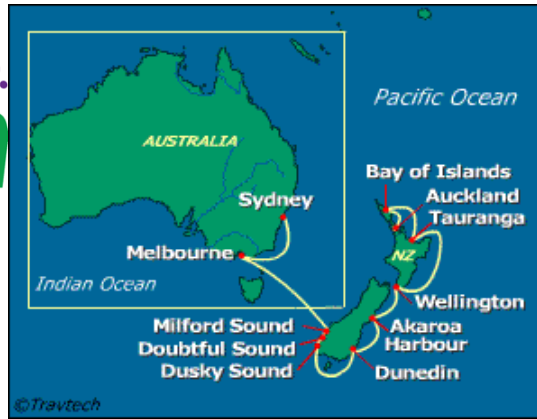 Pacific Ocean
AUSTRALIA
Bay of Islands
Auckland
Sydney
Tauranga
NZ
Melbourne
Indian Ocean
Wellington
Milford Sound
Akaroa
Harbour
Doubtful Sound
Dusky Sound
Dunedin
©Travtech